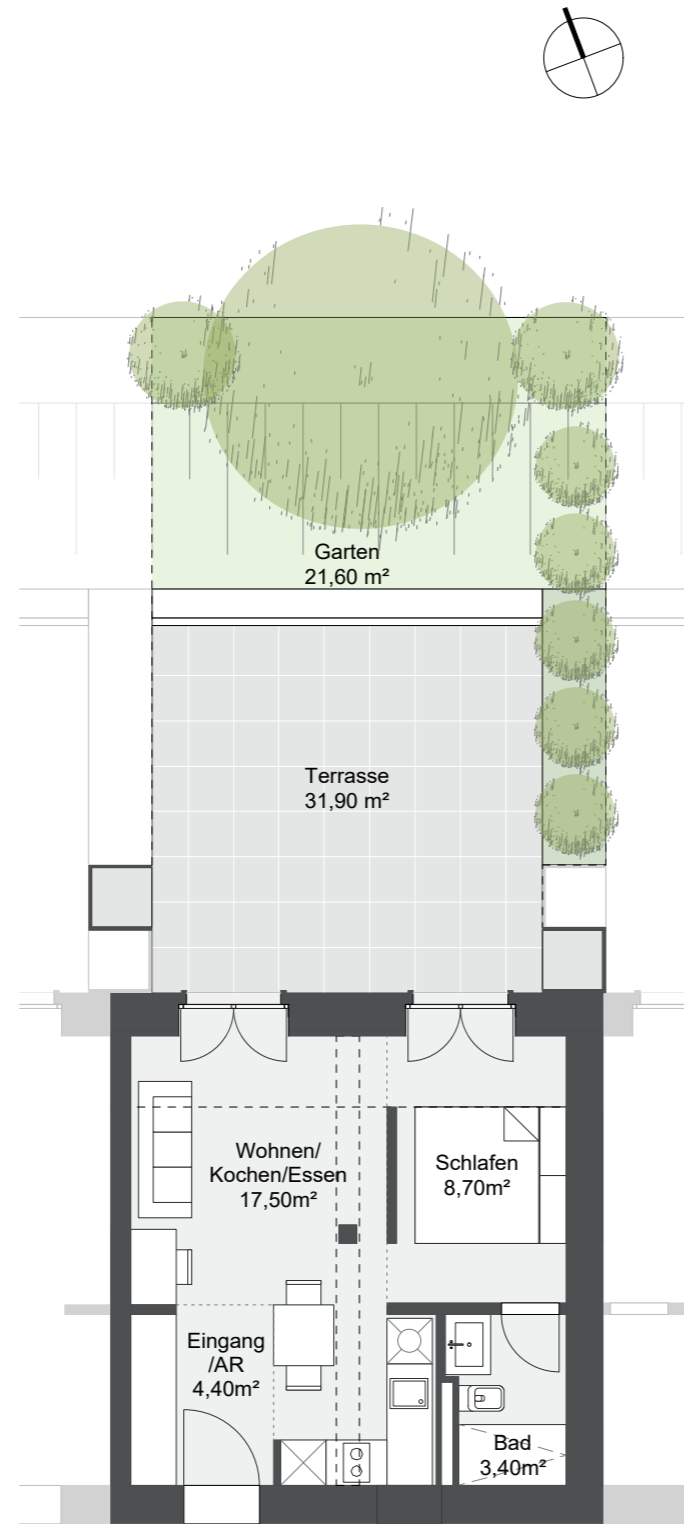 Garten
21,60 m²
Terrasse
31,90 m²
Wohnen/
Kochen/Essen
17,50m²
Schlafen
8,70m²
Eingang
/AR
4,40m²
Bad
3,40m²